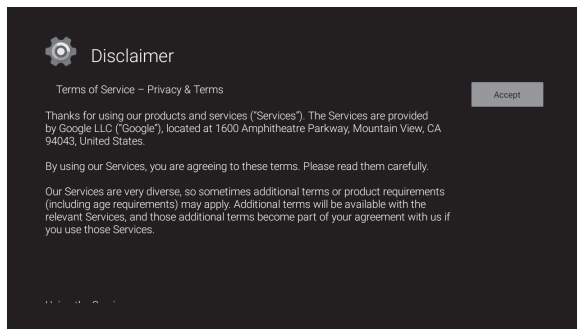 Disclaimer
Terms of Service – Privacy & Terms
Accept
Thanks for using our products and services ("Services"). The Services are provided
by Google LLC ("Google"), located at 1600 Amphitheatre Parkway, Mountain View, CA
94043, United States.
By using our Services, you are agreeing to these terms. Please read them carefully.
Our Services are very diverse, so sometimes additional terms or product requirements
(including age requirements) may apply. Additional terms will be available with the
relevant Services, and those additional terms become part of your agreement with us if
you use those Services.